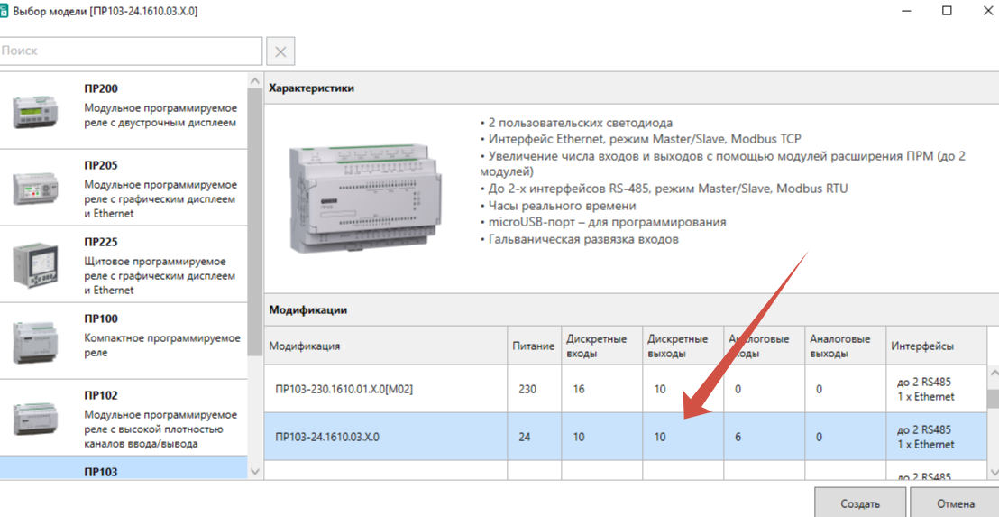 Выбор модели [ПР103-24.1610.03.X.0]
Поиск
ПР200
Модульное программируемое
реле с двустрочным дисплеем
ПР205
Модульное программируемое
реле с графическим дисплеем
и Ethernet
ПР225
Щитовое программируемое
реле с графическим дисплеем
и Ethernet
ПР100
Компактное программируемое
реле
ПР102
Модульное программируемое
реле с высокой плотностью
каналов ввода/вывода
ПР103
Характеристики
• 2 пользовательских светодиода
• Интерфейс Ethernet, режим Master/Slave, Modbus TCP
• Увеличение числа входов и выходов с помощью модулей расширения ПРМ (до 2
модулей)
• До 2-х интерфейсов RS-485, режим Master/Slave, Modbus RTU
• Часы реального времени
• microUSB-порт – для программирования
• Гальваническая развязка входов
Модификации
Модификация Питание Дискретные входы Дискретные выходы Аналоговые Аналоговые выходы Интерфейсы
ПР103-230.1610.01.X.0[M02] 230 16 10 0 0 до 2 RS485
1 x Ethernet
ПР103-24.1610.03.X.0 24 10 10 6 0 до 2 RS485
1 x Ethernet
до 2 RS485
Создать Отмена